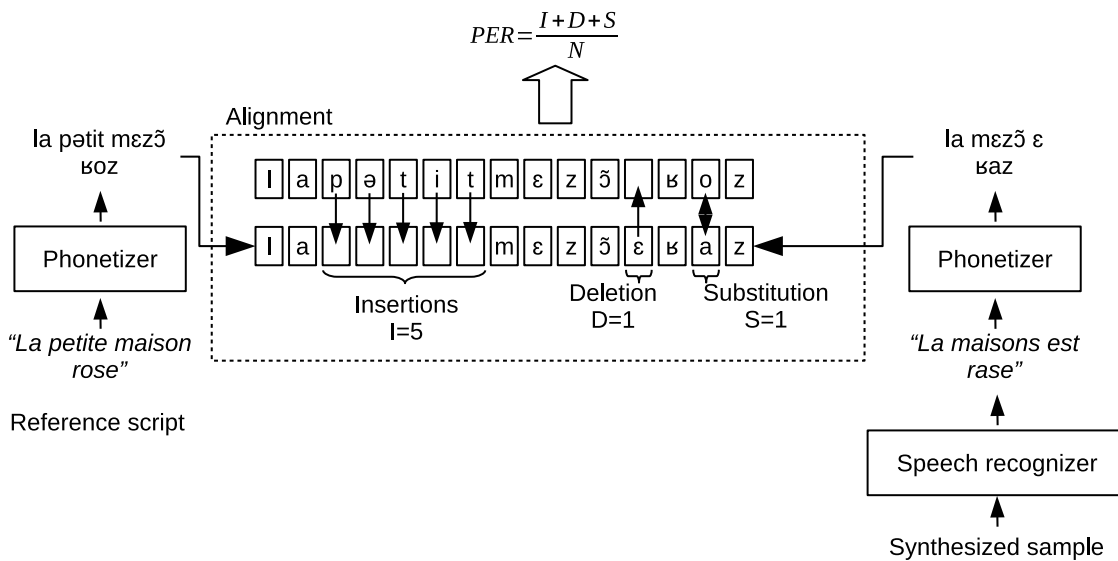 PER = (I + D + S) / N
Alignment
la pətit mɛzɔ̃
ʁoz
la mɛzɔ̃ ɛ
ʁaz
l a p ə t i t m ɛ z ɔ̃ ʁ o z
l a m ɛ z ɔ̃ ɛ ʁ a z
Phonetizer
Phonetizer
Insertions
I=5
Deletion
D=1
Substitution
S=1
“La petite maison
rose”
“La maisons est
rase”
Reference script
Speech recognizer
Synthesized sample